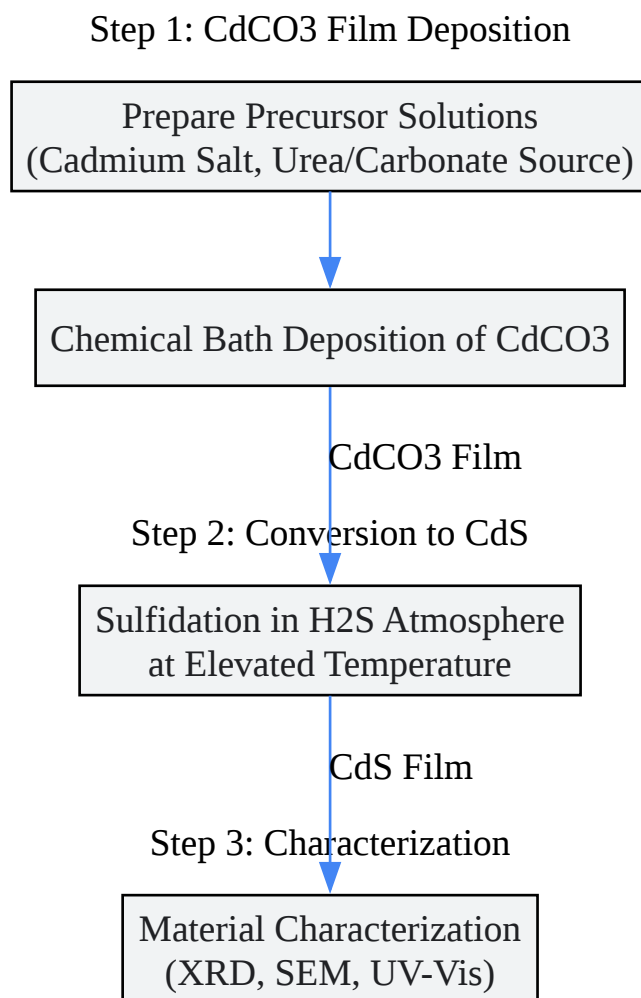 Step 1: CdCO3 Film Deposition
Prepare Precursor Solutions
(Cadmium Salt, Urea/Carbonate Source)
Chemical Bath Deposition of CdCO3
CdCO3 Film
Step 2: Conversion to CdS
Sulfidation in H2S Atmosphere
at Elevated Temperature
CdS Film
Step 3: Characterization
Material Characterization
(XRD, SEM, UV-Vis)